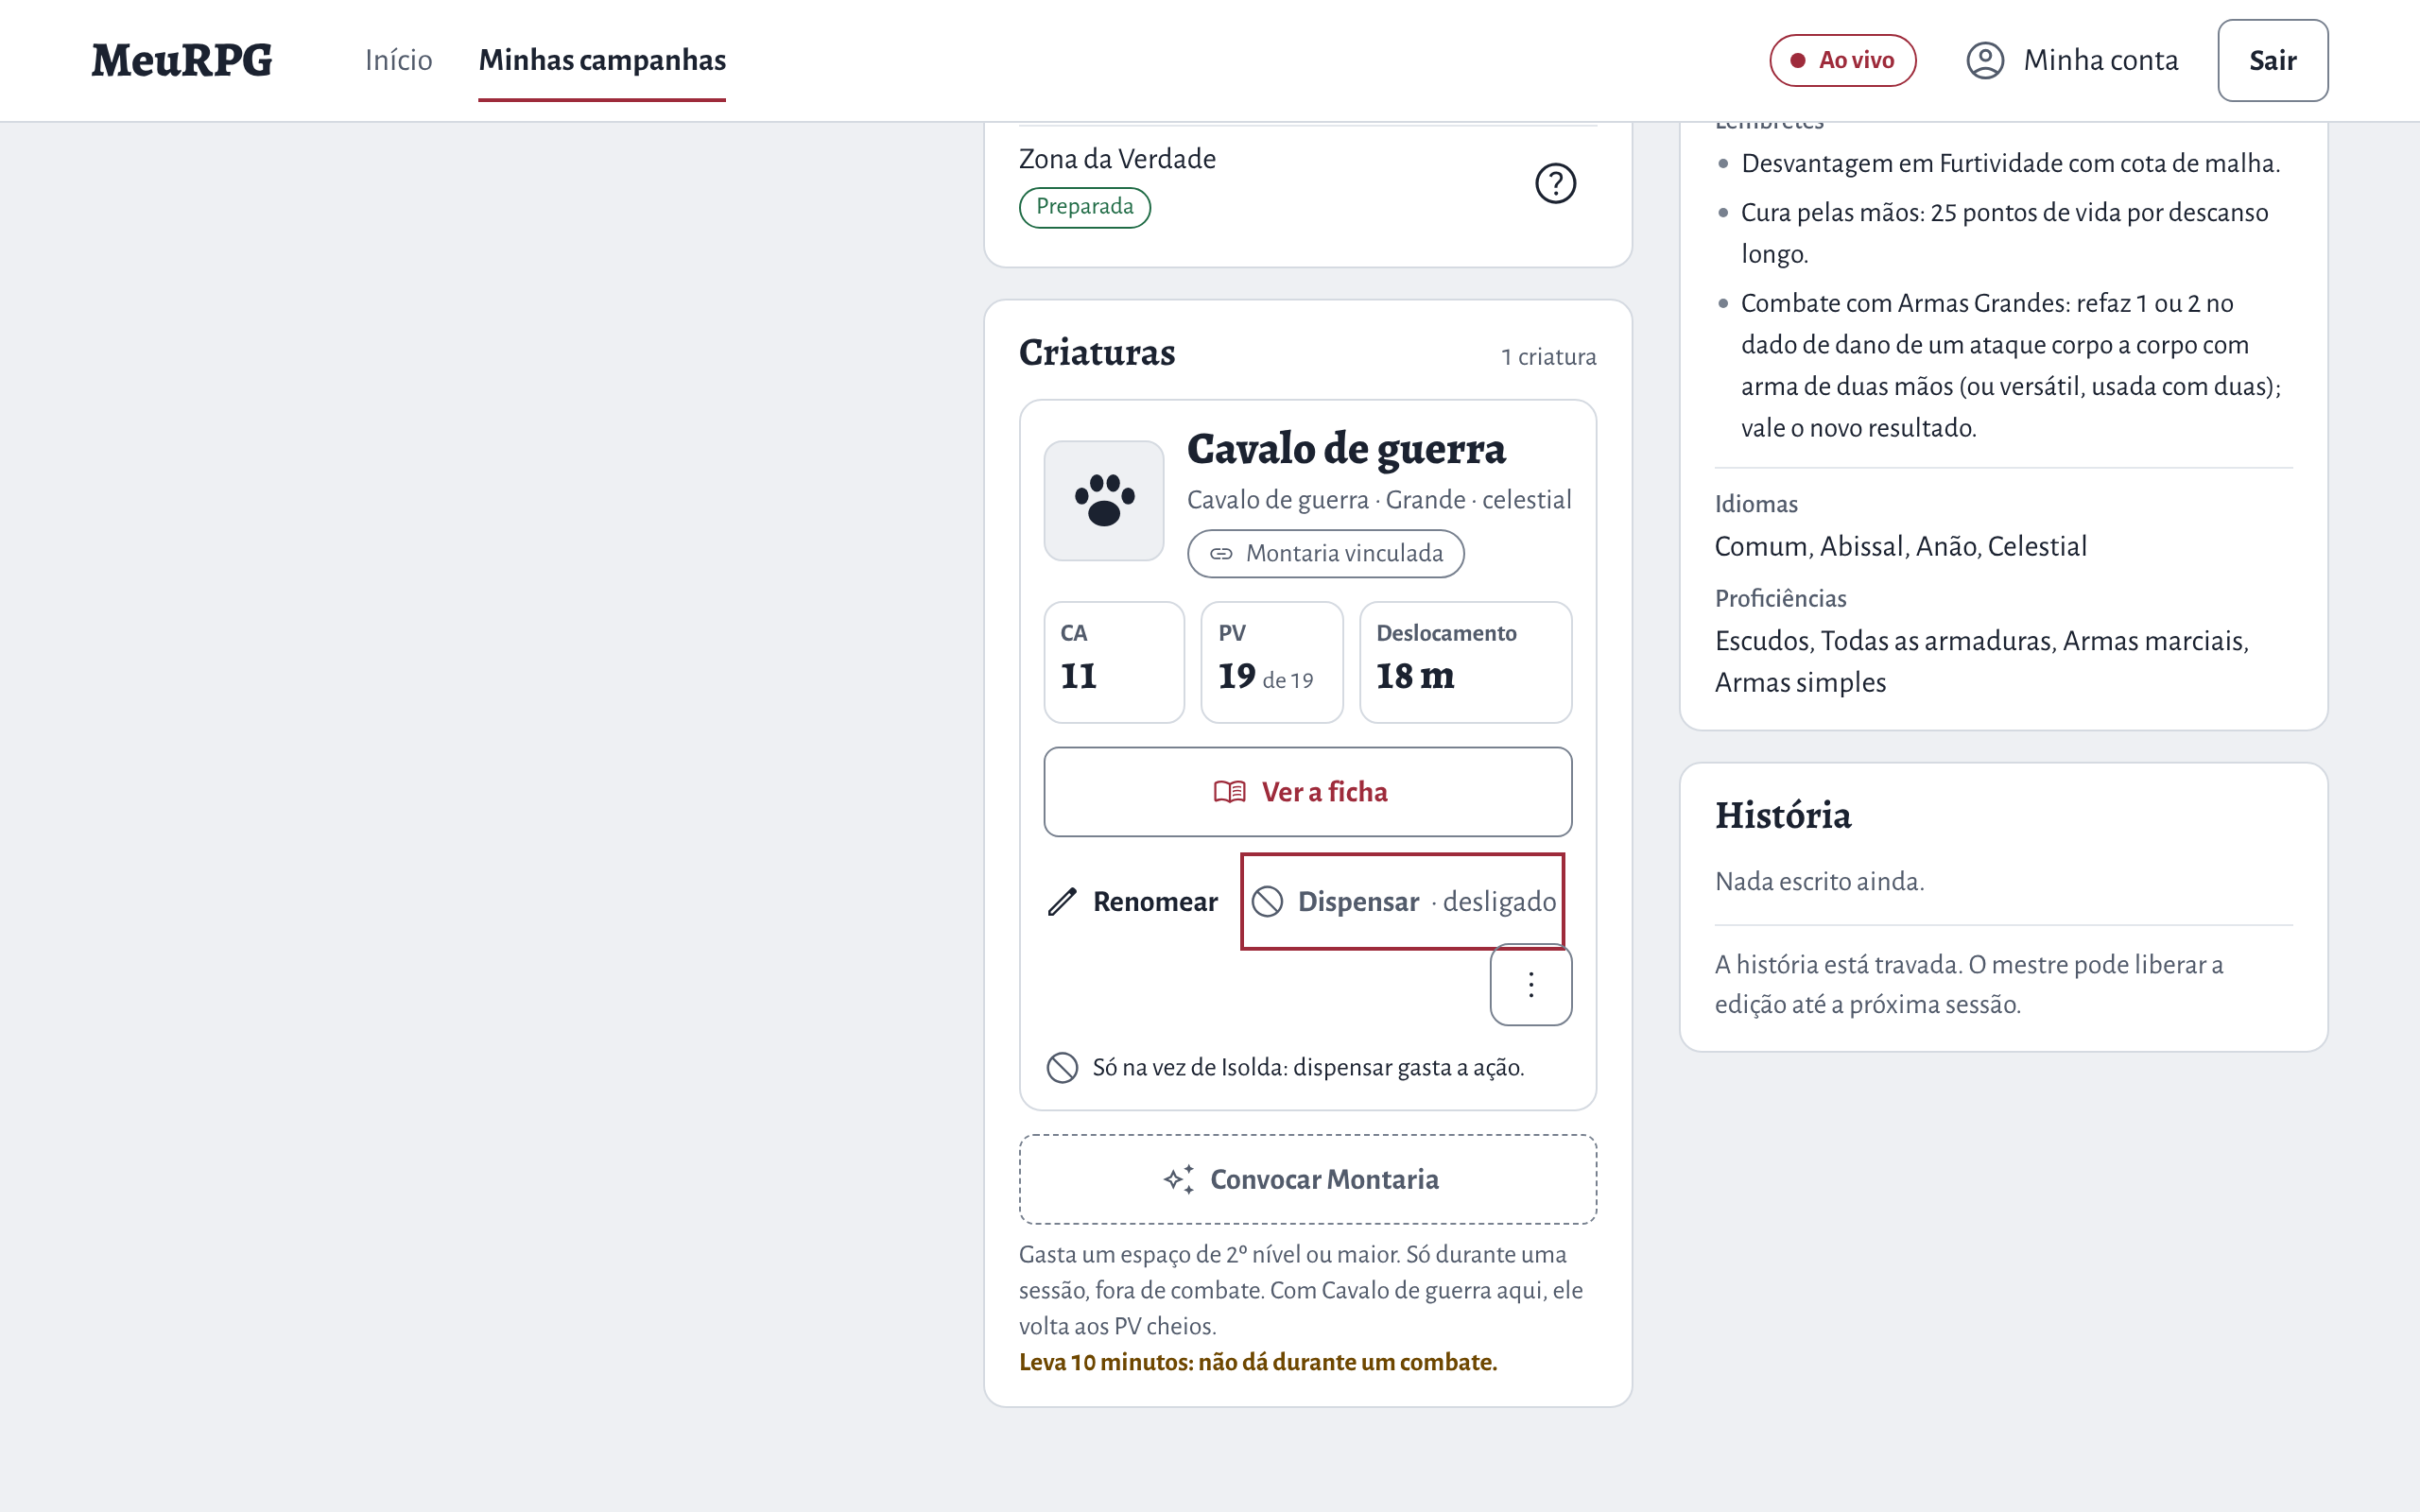 MeuRPG
Início
Minhas campanhas
Ao vivo
Minha conta
Sair
Zona da Verdade
Preparada
Criaturas
1 criatura
Cavalo de guerra
Cavalo de guerra · Grande · celestial
Montaria vinculada
CA
11
PV
19 de 19
Deslocamento
18 m
Ver a ficha
Renomear
Dispensar · desligado
Só na vez de Isolda: dispensar gasta a ação.
Convocar Montaria
Gasta um espaço de 2º nível ou maior. Só durante uma
sessão, fora de combate. Com Cavalo de guerra aqui, ele
volta aos PV cheios.
Leva 10 minutos: não dá durante um combate.
Lembretes
Desvantagem em Furtividade com cota de malha.
Cura pelas mãos: 25 pontos de vida por descanso
longo.
Combate com Armas Grandes: refaz 1 ou 2 no
dado de dano de um ataque corpo a corpo com
arma de duas mãos (ou versátil, usada com duas);
vale o novo resultado.
Idiomas
Comum, Abissal, Anão, Celestial
Proficiências
Escudos, Todas as armaduras, Armas marciais,
Armas simples
História
Nada escrito ainda.
A história está travada. O mestre pode liberar a
edição até a próxima sessão.